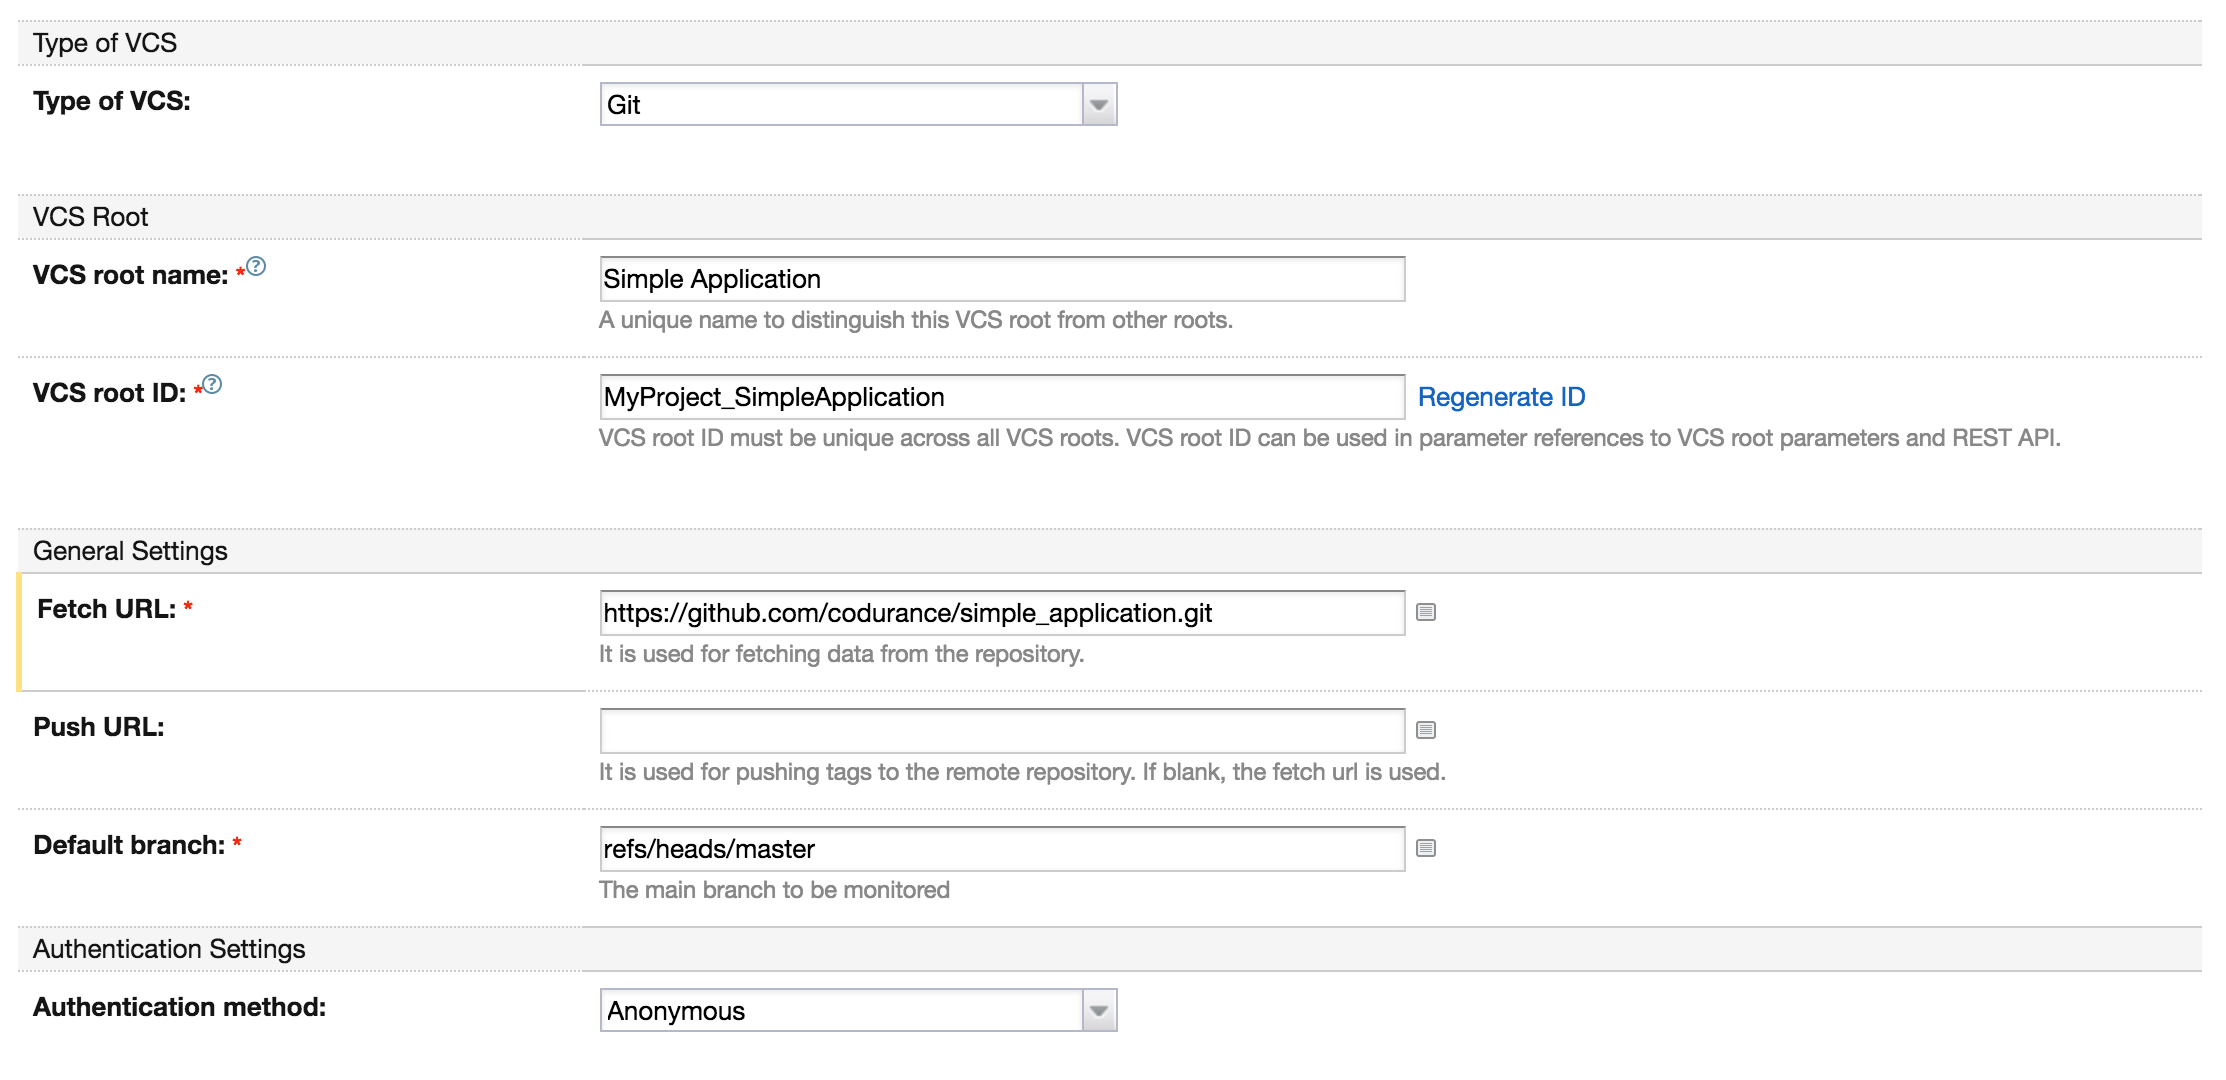 Type of VCS
Type of VCS:
Git
VCS Root
VCS root name: *?
Simple Application
A unique name to distinguish this VCS root from other roots.
VCS root ID: *?
MyProject_SimpleApplication
Regenerate ID
VCS root ID must be unique across all VCS roots. VCS root ID can be used in parameter references to VCS root parameters and REST API.
General Settings
Fetch URL: *
https://github.com/codurance/simple_application.git
It is used for fetching data from the repository.
Push URL:
It is used for pushing tags to the remote repository. If blank, the fetch url is used.
Default branch: *
refs/heads/master
The main branch to be monitored
Authentication Settings
Authentication method:
Anonymous